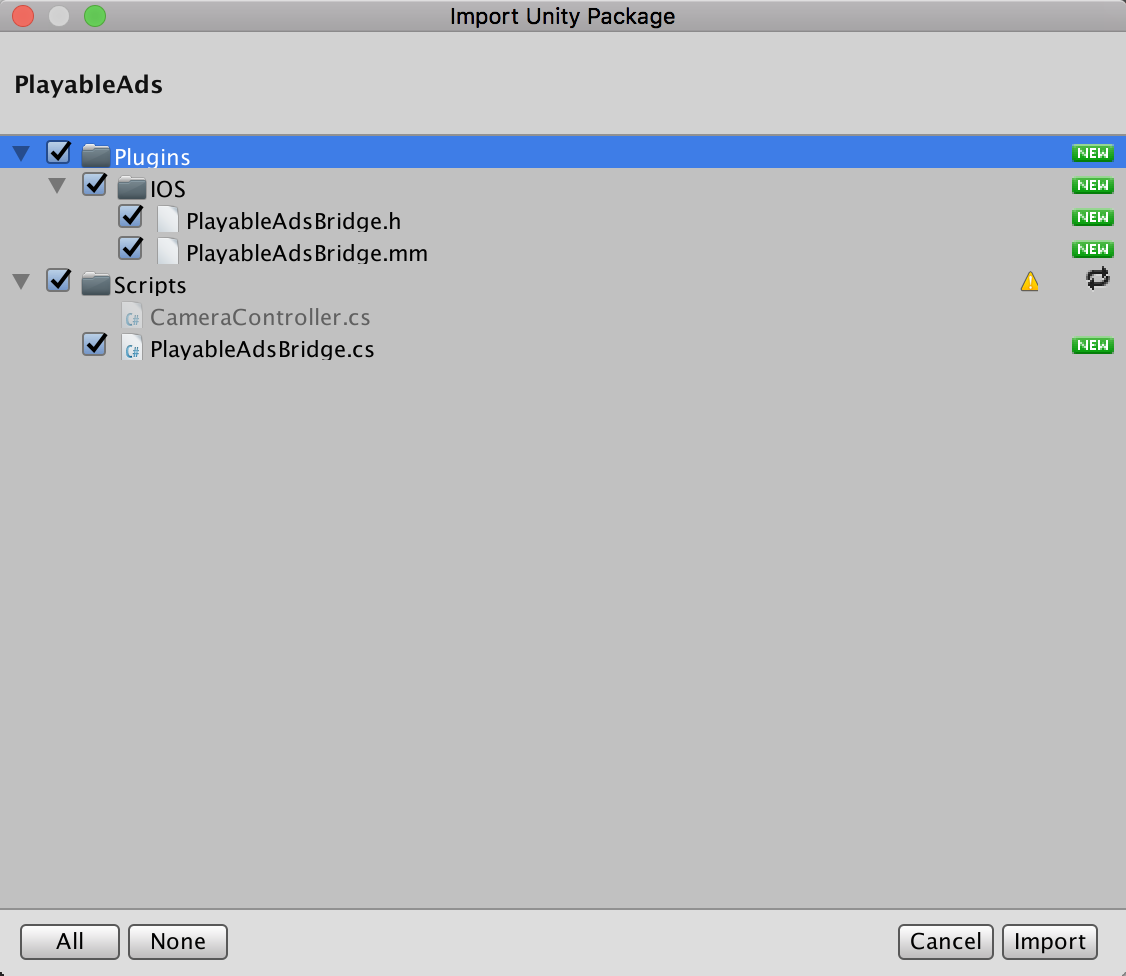 Import Unity Package
PlayableAds
Plugins NEW
IOS NEW
PlayableAdsBridge.h NEW
PlayableAdsBridge.mm NEW
Scripts
C# CameraController.cs
C# PlayableAdsBridge.cs NEW
All None Cancel Import